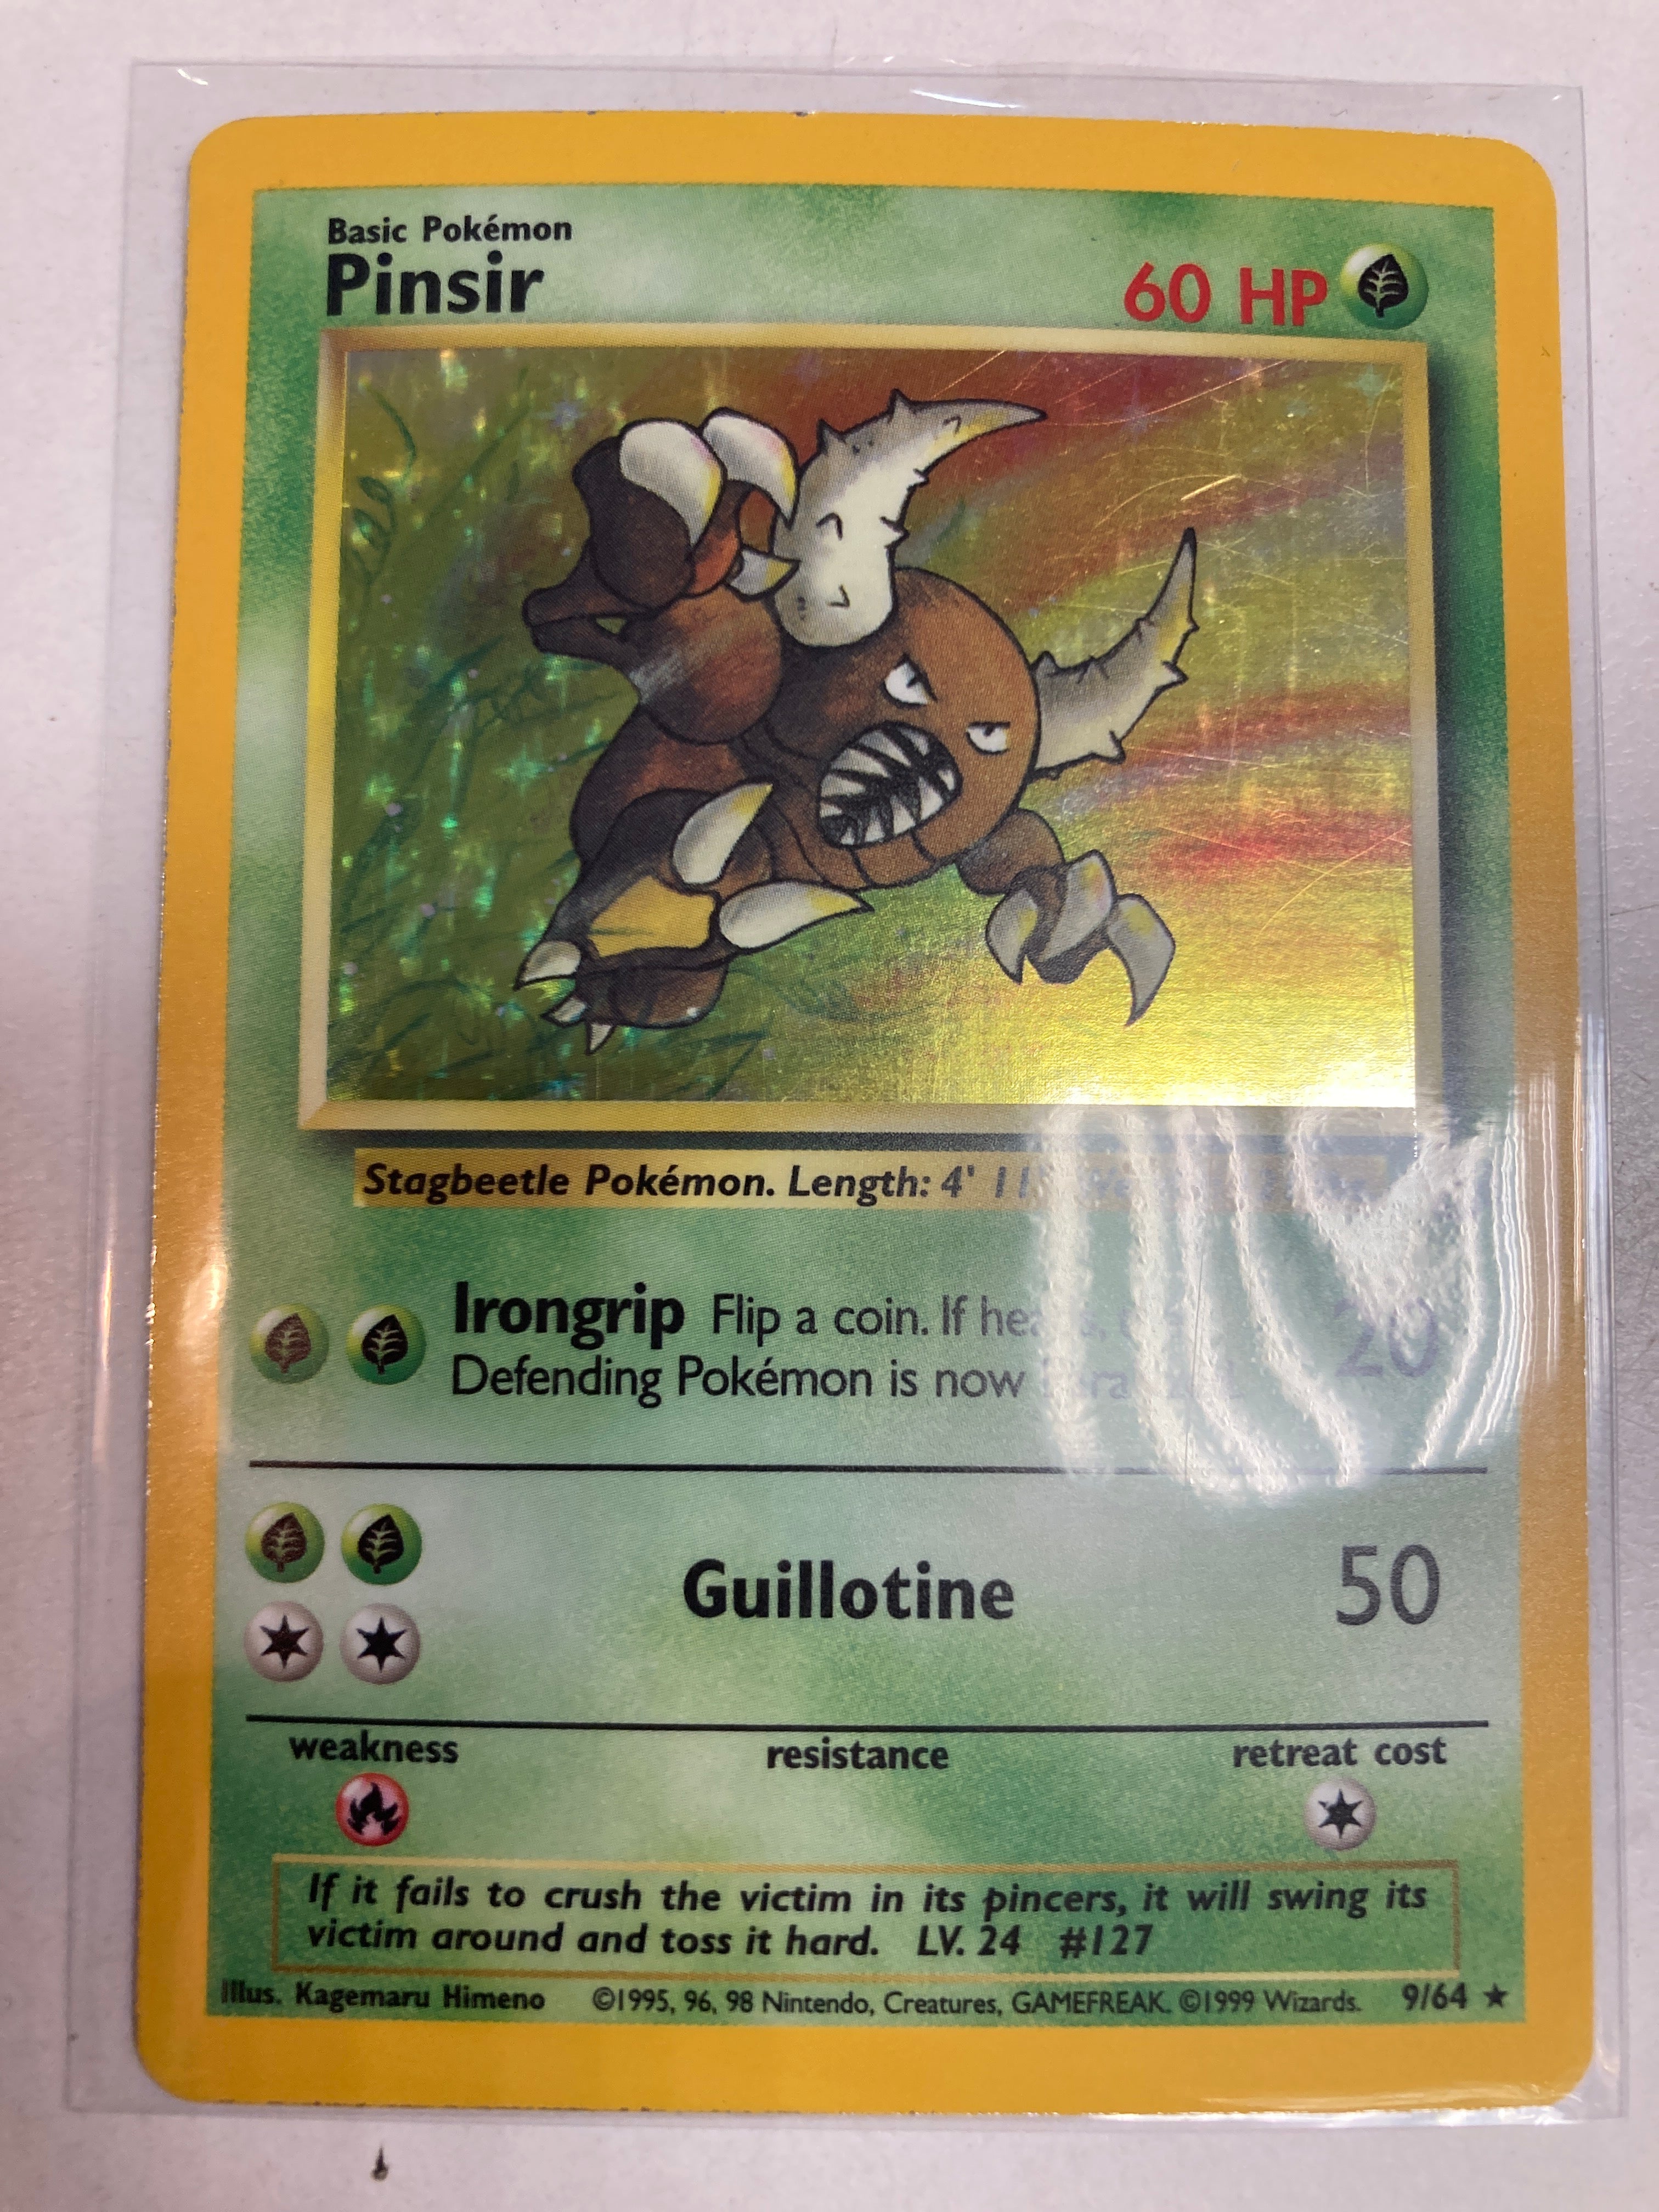 Basic Pokémon
Pinsir
60 HP
Stagbeetle Pokémon. Length: 4' 11
Irongrip Flip a coin. If heads,
Defending Pokémon is now
20
Guillotine 50
weakness resistance retreat cost
If it fails to crush the victim in its pincers, it will swing its
victim around and toss it hard. LV. 24 #127
Illus. Kagemaru Himeno ©1995, 96, 98 Nintendo, Creatures, GAMEFREAK. ©1999 Wizards. 9/64 ★